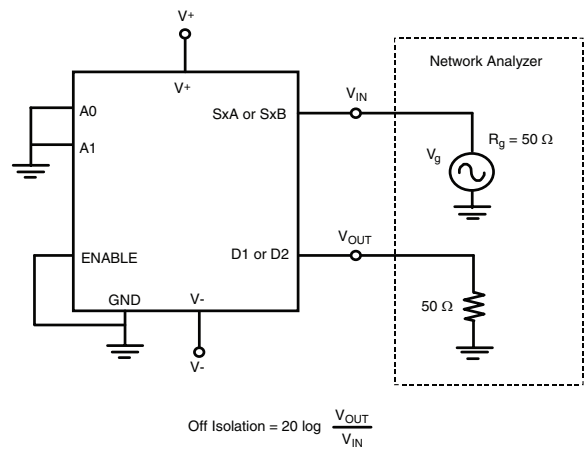 V+
V+
Network Analyzer
A0
SxA or SxB
VIN
A1
Vg
Rg = 50 Ω
VOUT
ENABLE
D1 or D2
GND
V-
50 Ω
V-
Off Isolation = 20 log VOUT
VIN